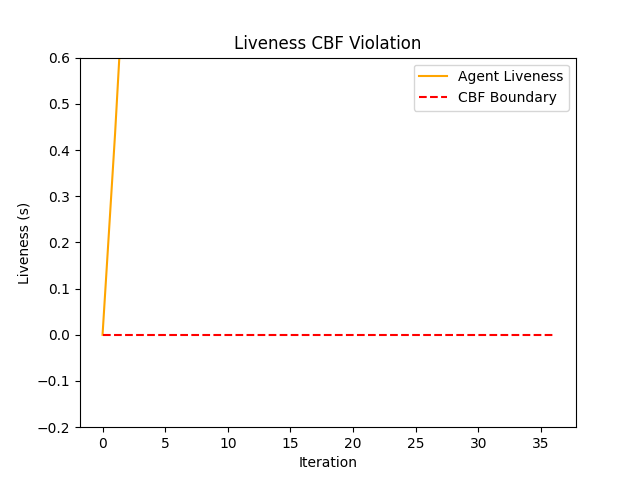 Liveness CBF Violation
Agent Liveness
CBF Boundary
0.6
0.5
0.4
0.3
0.2
0.1
0.0
−0.1
−0.2
Liveness (s)
0 5 10 15 20 25 30 35
Iteration